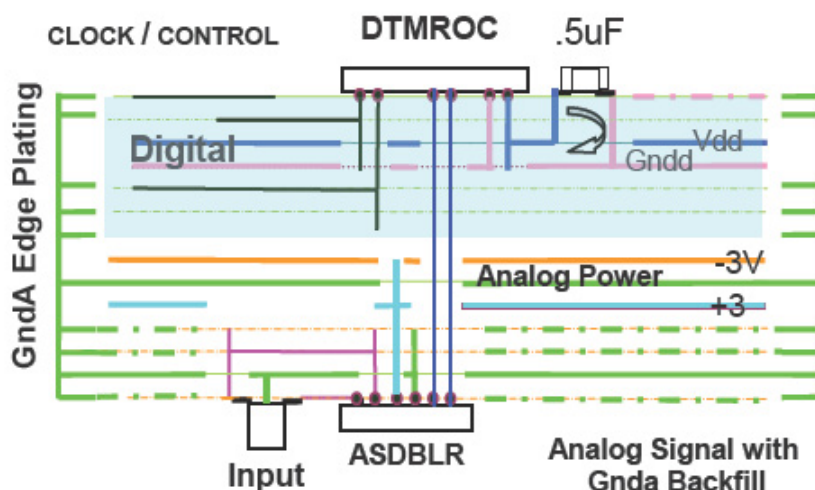 CLOCK / CONTROL
DTMROC
.5uF
GndA Edge Plating
Digital
Vdd
Gndd
-3V
Analog Power
+3
Input
ASDBLR
Analog Signal with
Gnda Backfill